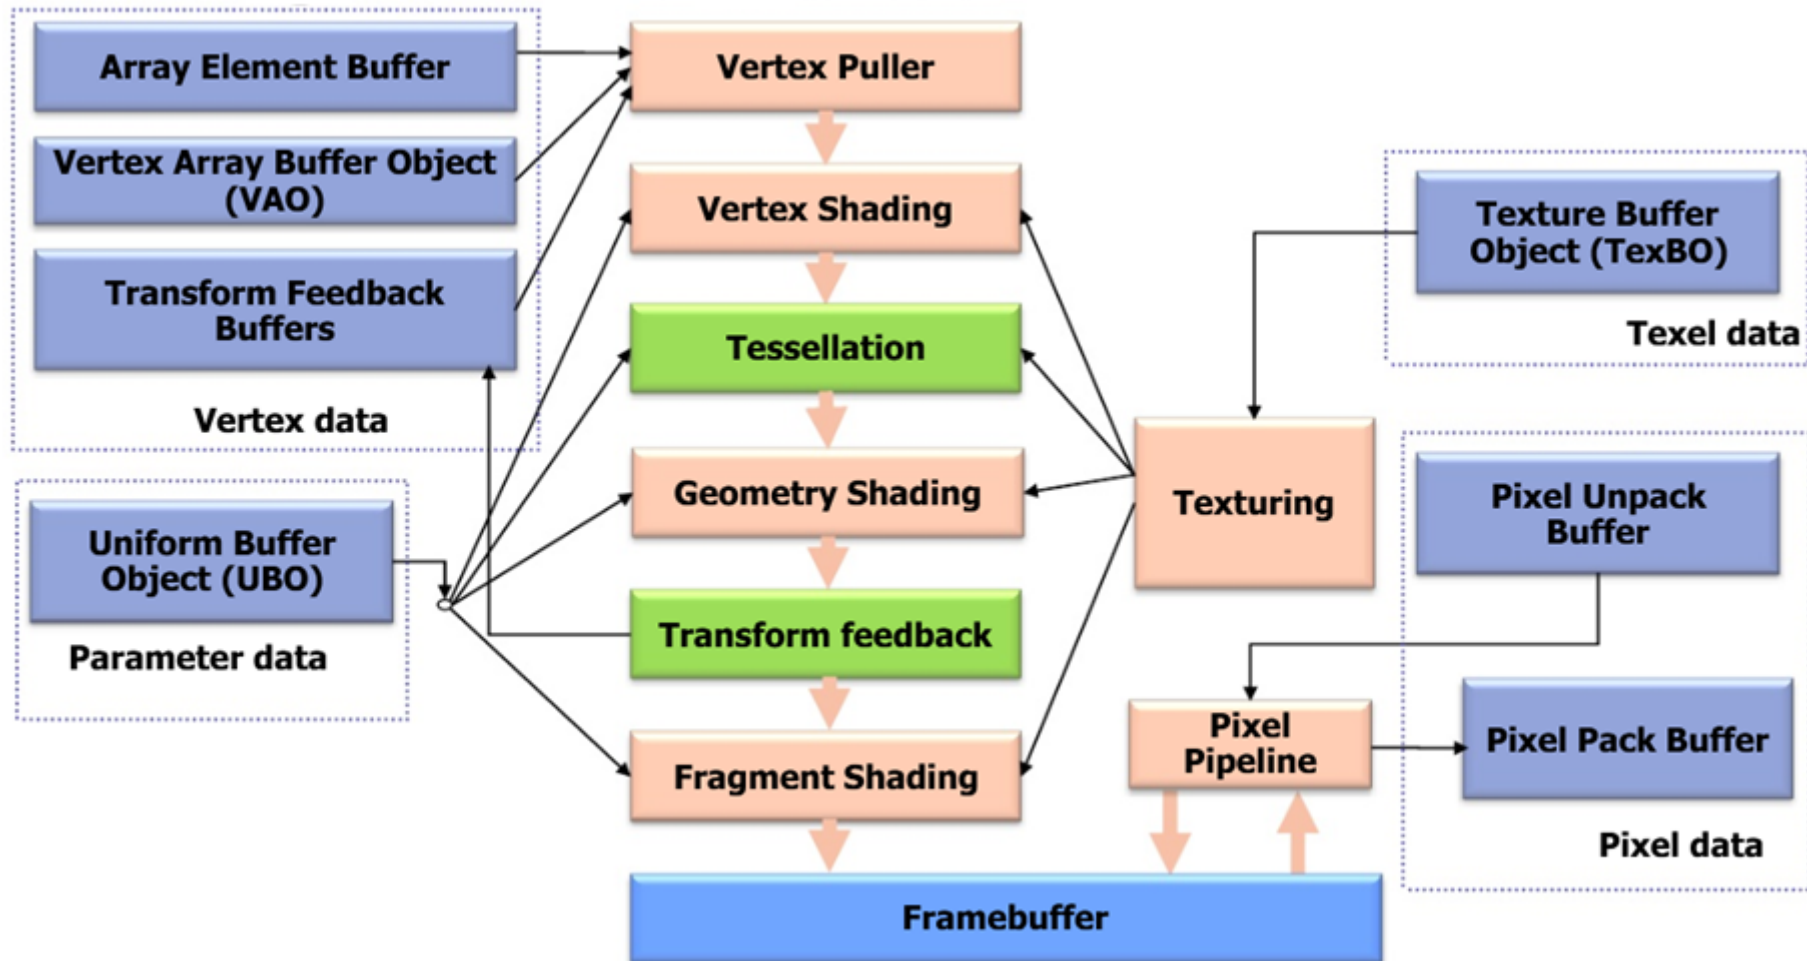 Array Element Buffer
Vertex Array Buffer Object
(VAO)
Transform Feedback
Buffers
Vertex data
Uniform Buffer
Object (UBO)
Parameter data
Vertex Puller
Vertex Shading
Tessellation
Geometry Shading
Transform feedback
Fragment Shading
Framebuffer
Texture Buffer
Object (TexBO)
Texel data
Texturing
Pixel Unpack
Buffer
Pixel
Pipeline
Pixel Pack Buffer
Pixel data